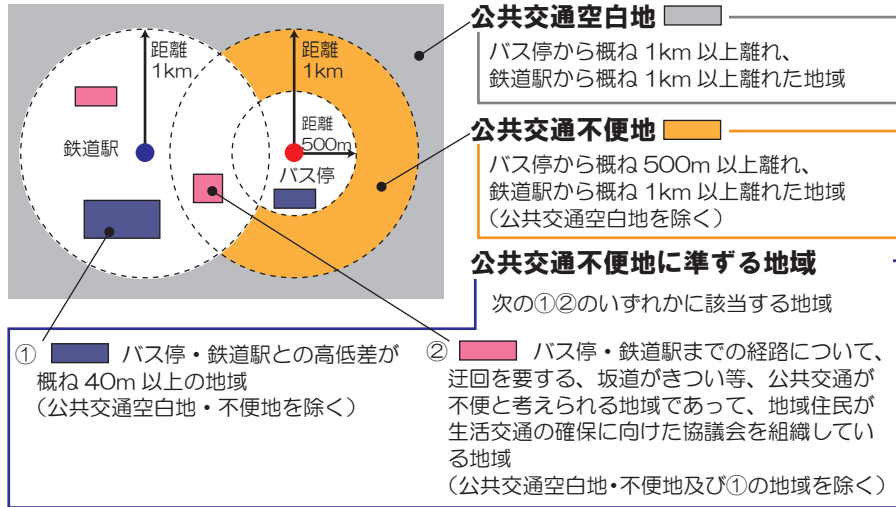 距離
1km
距離
1km
鉄道駅
距離
500m
バス停
公共交通空白地
バス停から概ね 1km 以上離れ、
鉄道駅から概ね 1km 以上離れた地域
公共交通不便地
バス停から概ね 500m 以上離れ、
鉄道駅から概ね 1km 以上離れた地域
（公共交通空白地を除く）
公共交通不便地に準ずる地域
次の①②のいずれかに該当する地域
① バス停・鉄道駅との高低差が
概ね 40m 以上の地域
（公共交通空白地・不便地を除く）
② バス停・鉄道駅までの経路について、
迂回を要する、坂道がきつい等、公共交通が
不便と考えられる地域であって、地域住民が
生活交通の確保に向けた協議会を組織してい
る地域
（公共交通空白地・不便地及び①の地域を除く）